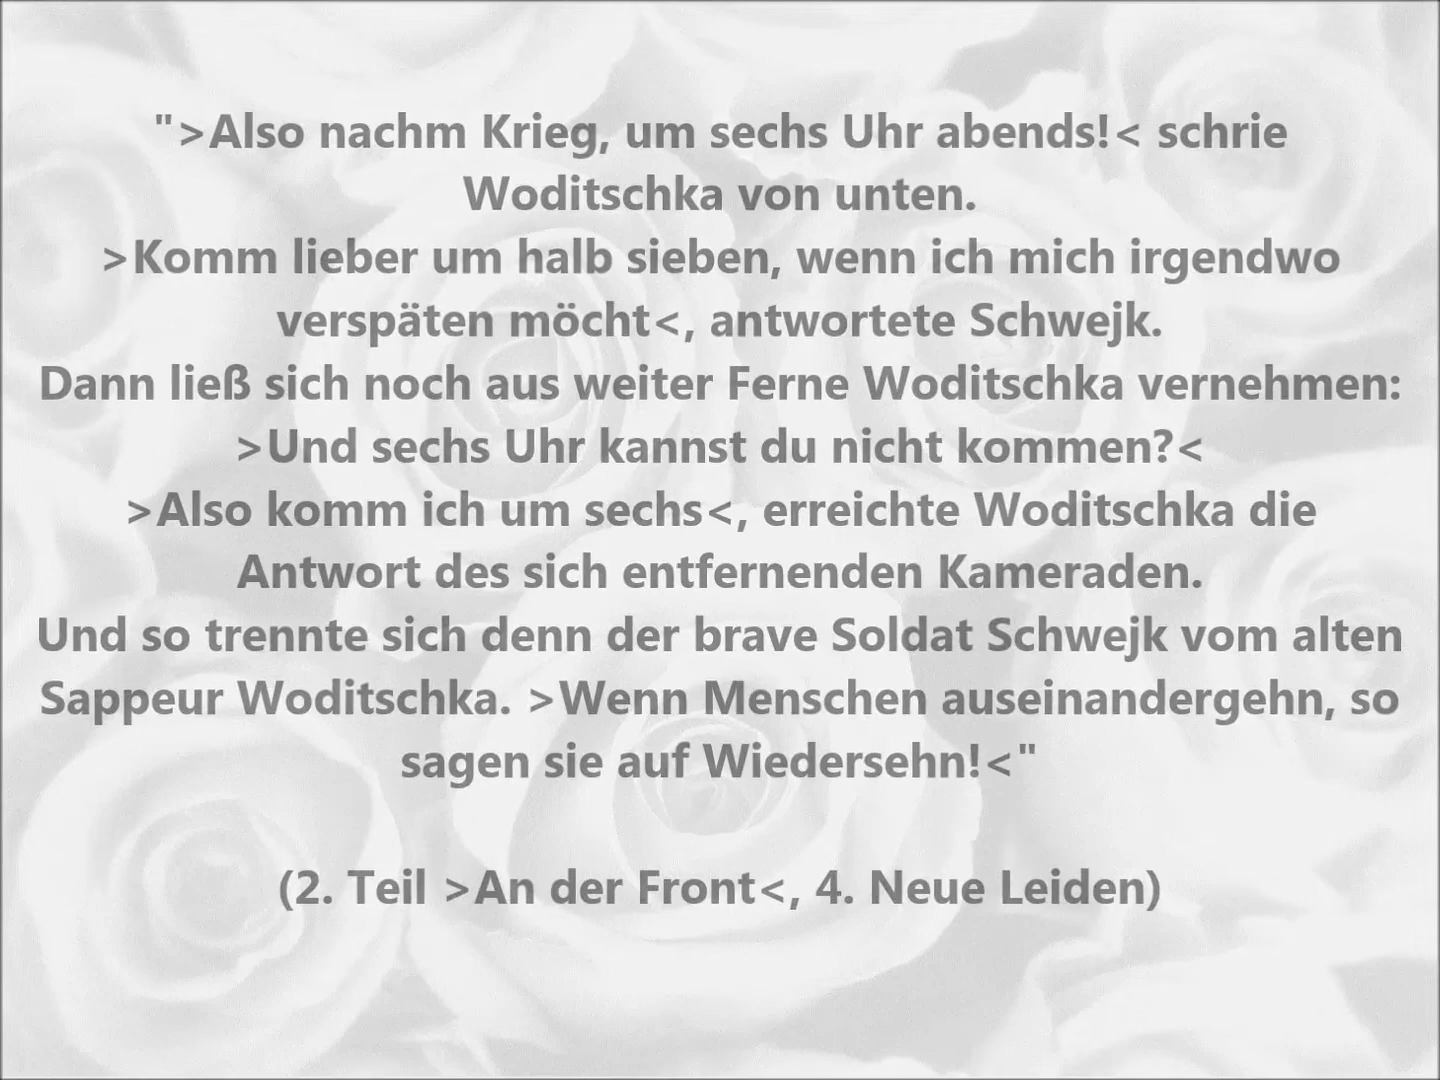 ">Also nachm Krieg, um sechs Uhr abends!< schrie
Woditschka von unten.
>Komm lieber um halb sieben, wenn ich mich irgendwo
verspäten möcht<, antwortete Schwejk.
Dann ließ sich noch aus weiter Ferne Woditschka vernehmen:
>Und sechs Uhr kannst du nicht kommen?<
>Also komm ich um sechs<, erreichte Woditschka die
Antwort des sich entfernenden Kameraden.
Und so trennte sich denn der brave Soldat Schwejk vom alten
Sappeur Woditschka. >Wenn Menschen auseinandergehn, so
sagen sie auf Wiedersehn!<"
(2. Teil >An der Front<, 4. Neue Leiden)